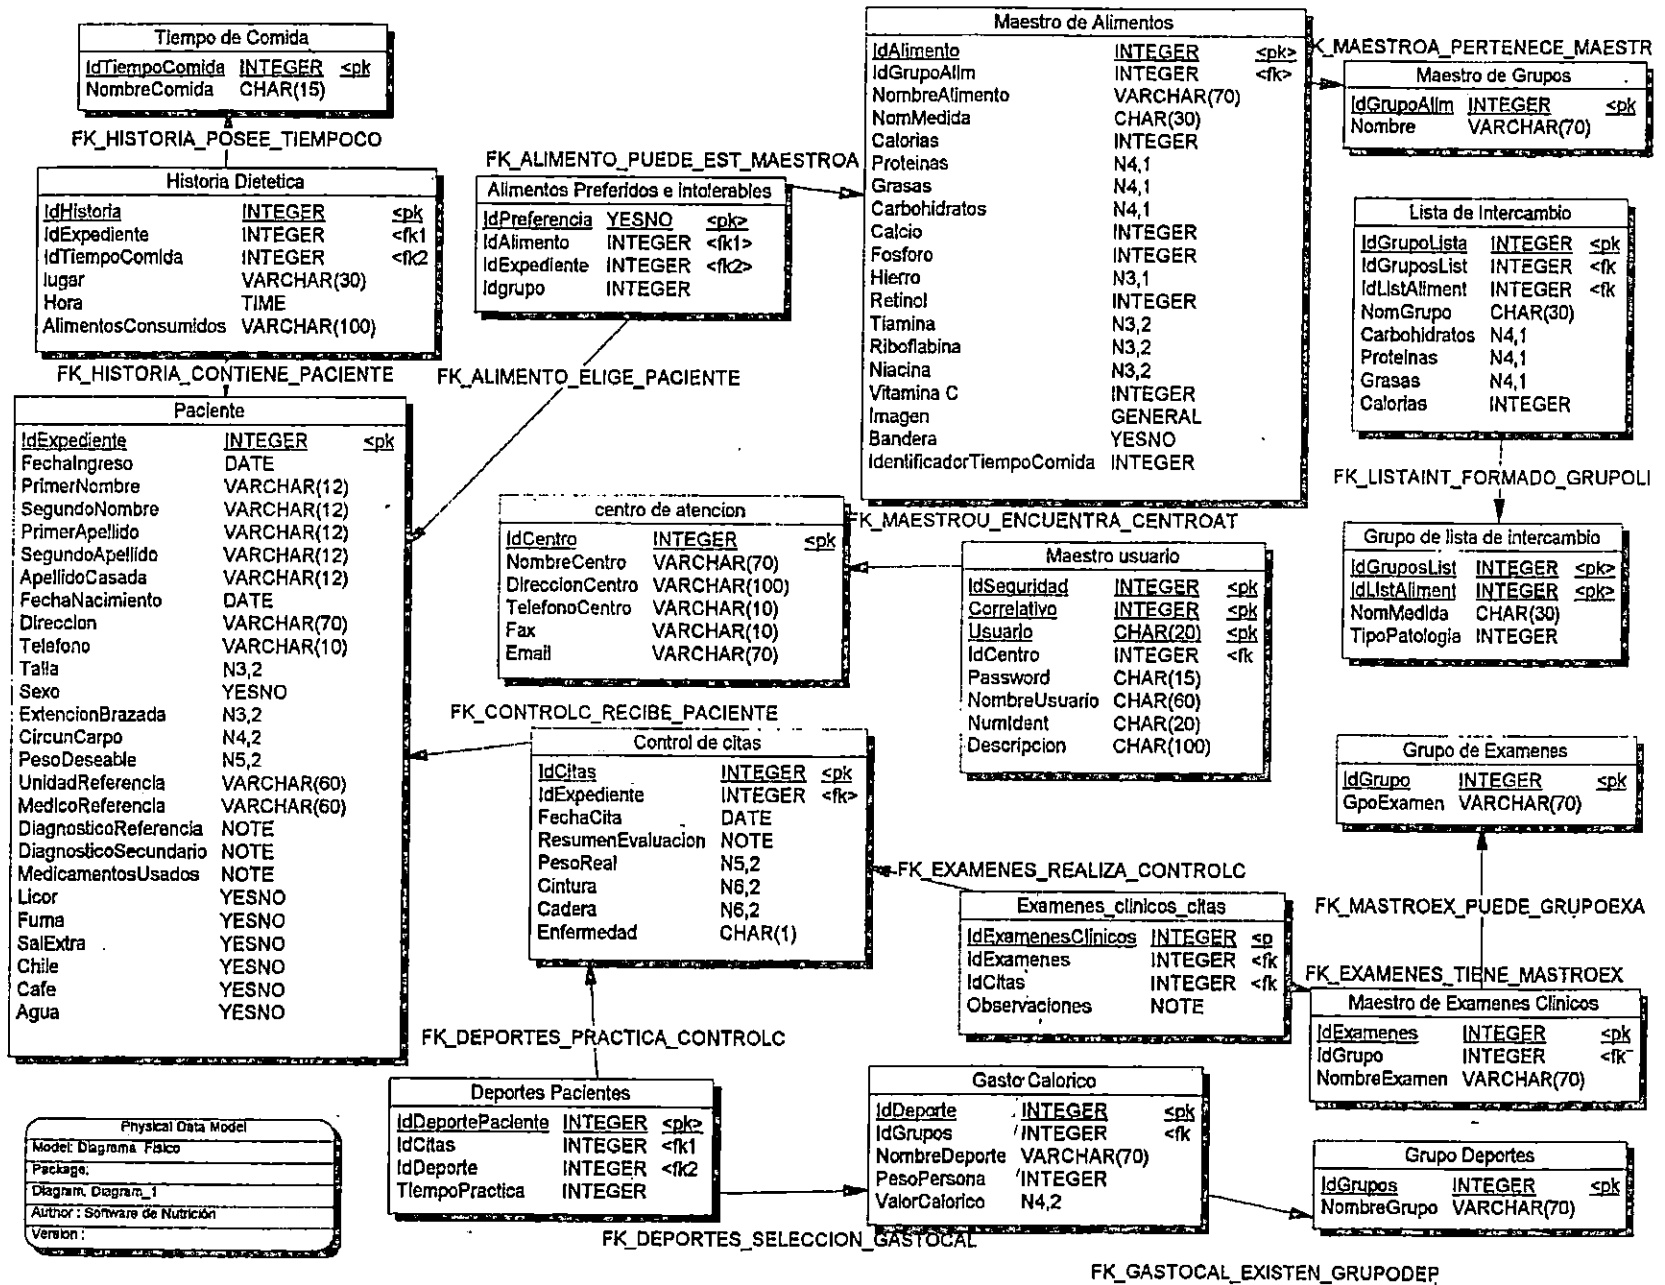 Tiempo de Comida
IdTiempoComida INTEGER <pk
NombreComida CHAR(15)
FK_HISTORIA_POSEE_TIEMPOCO
Historia Dietetica
IdHistoria INTEGER <pk
IdExpediente INTEGER <fk1
IdTiempoComida INTEGER <fk2
lugar VARCHAR(30)
Hora TIME
AlimentosConsumidos VARCHAR(100)
FK_HISTORIA_CONTIENE_PACIENTE
Paciente
IdExpediente INTEGER <pk
FechaIngreso DATE
PrimerNombre VARCHAR(12)
SegundoNombre VARCHAR(12)
PrimerApellido VARCHAR(12)
SegundoApellido VARCHAR(12)
ApellidoCasada VARCHAR(12)
FechaNacimiento DATE
Direccion VARCHAR(70)
Telefono VARCHAR(10)
Talla N3,2
Sexo YESNO
ExtencionBrazada N3,2
CircunCarpo N4,2
PesoDeseable N5,2
UnidadReferencia VARCHAR(60)
MedicoReferencia VARCHAR(60)
DiagnosticoReferencia NOTE
DiagnosticoSecundario NOTE
MedicamentosUsados NOTE
Licor YESNO
Fuma YESNO
SalExtra YESNO
Chile YESNO
Cafe YESNO
Agua YESNO
FK_ALIMENTO_PUEDE_EST_MAESTROA
Alimentos Preferidos e intolerables
IdPreferencia YESNO <pk>
IdAlimento INTEGER <fk1>
IdExpediente INTEGER <fk2>
Idgrupo INTEGER
FK_ALIMENTO_ELIGE_PACIENTE
Maestro de Alimentos
IdAlimento INTEGER <pk>
IdGrupoAlim INTEGER <fk>
NombreAlimento VARCHAR(70)
NomMedida CHAR(30)
Calorias INTEGER
Proteinas N4,1
Grasas N4,1
Carbohidratos N4,1
Calcio INTEGER
Fosforo INTEGER
Hierro N3,1
Retinol INTEGER
Tiamina N3,2
Riboflabina N3,2
Niacina N3,2
Vitamina C INTEGER
Imagen GENERAL
Bandera YESNO
IdentificadorTiempoComida INTEGER
K_MAESTROA_PERTENECE_MAESTR
Maestro de Grupos
IdGrupoAlim INTEGER <pk
Nombre VARCHAR(70)
Lista de Intercambio
IdGrupoLista INTEGER <pk
IdGruposList INTEGER <fk
IdListAliment INTEGER <fk
NomGrupo CHAR(30)
Carbohidratos N4,1
Proteinas N4,1
Grasas N4,1
Calorias INTEGER
FK_LISTAINT_FORMADO_GRUPOLI
Grupo de lista de intercambio
IdGruposList INTEGER <pk>
IdListAliment INTEGER <pk>
NomMedida CHAR(30)
TipoPatologia INTEGER
centro de atencion
IdCentro INTEGER <pk
NombreCentro VARCHAR(70)
DireccionCentro VARCHAR(100)
TelefonoCentro VARCHAR(10)
Fax VARCHAR(10)
Email VARCHAR(70)
FK_MAESTROU_ENCUENTRA_CENTROAT
Maestro usuario
IdSeguridad INTEGER <pk
Correlativo INTEGER <pk
Usuario CHAR(20) <pk
IdCentro INTEGER <fk
Password CHAR(15)
NombreUsuario CHAR(60)
NumIdent CHAR(20)
Descripcion CHAR(100)
FK_CONTROLC_RECIBE_PACIENTE
Control de citas
IdCitas INTEGER <pk
IdExpediente INTEGER <fk>
FechaCita DATE
ResumenEvaluacion NOTE
PesoReal N5,2
Cintura N6,2
Cadera N6,2
Enfermedad CHAR(1)
Grupo de Examenes
IdGrupo INTEGER <pk
GpoExamen VARCHAR(70)
FK_EXAMENES_REALIZA_CONTROLC
Examenes_clinicos_citas
IdExamenesClinicos INTEGER <p
IdExamenes INTEGER <fk
IdCitas INTEGER <fk
Observaciones NOTE
FK_MASTROEX_PUEDE_GRUPOEXA
FK_EXAMENES_TIENE_MASTROEX
Maestro de Examenes Clinicos
IdExamenes INTEGER <pk
IdGrupo INTEGER <fk
NombreExamen VARCHAR(70)
FK_DEPORTES_PRACTICA_CONTROLC
Deportes Pacientes
IdDeportePaciente INTEGER <pk>
IdCitas INTEGER <fk1
IdDeporte INTEGER <fk2
TiempoPractica INTEGER
Gasto Calorico
IdDeporte INTEGER <pk
IdGrupos INTEGER <fk
NombreDeporte VARCHAR(70)
PesoPersona INTEGER
ValorCalorico N4,2
Grupo Deportes
IdGrupos INTEGER <pk
NombreGrupo VARCHAR(70)
FK_DEPORTES_SELECCION_GASTOCAL
FK_GASTOCAL_EXISTEN_GRUPODEP
Physical Data Model
Model: Diagrama Fisico
Package:
Diagram: Diagram_1
Author : Software de Nutrición
Version :